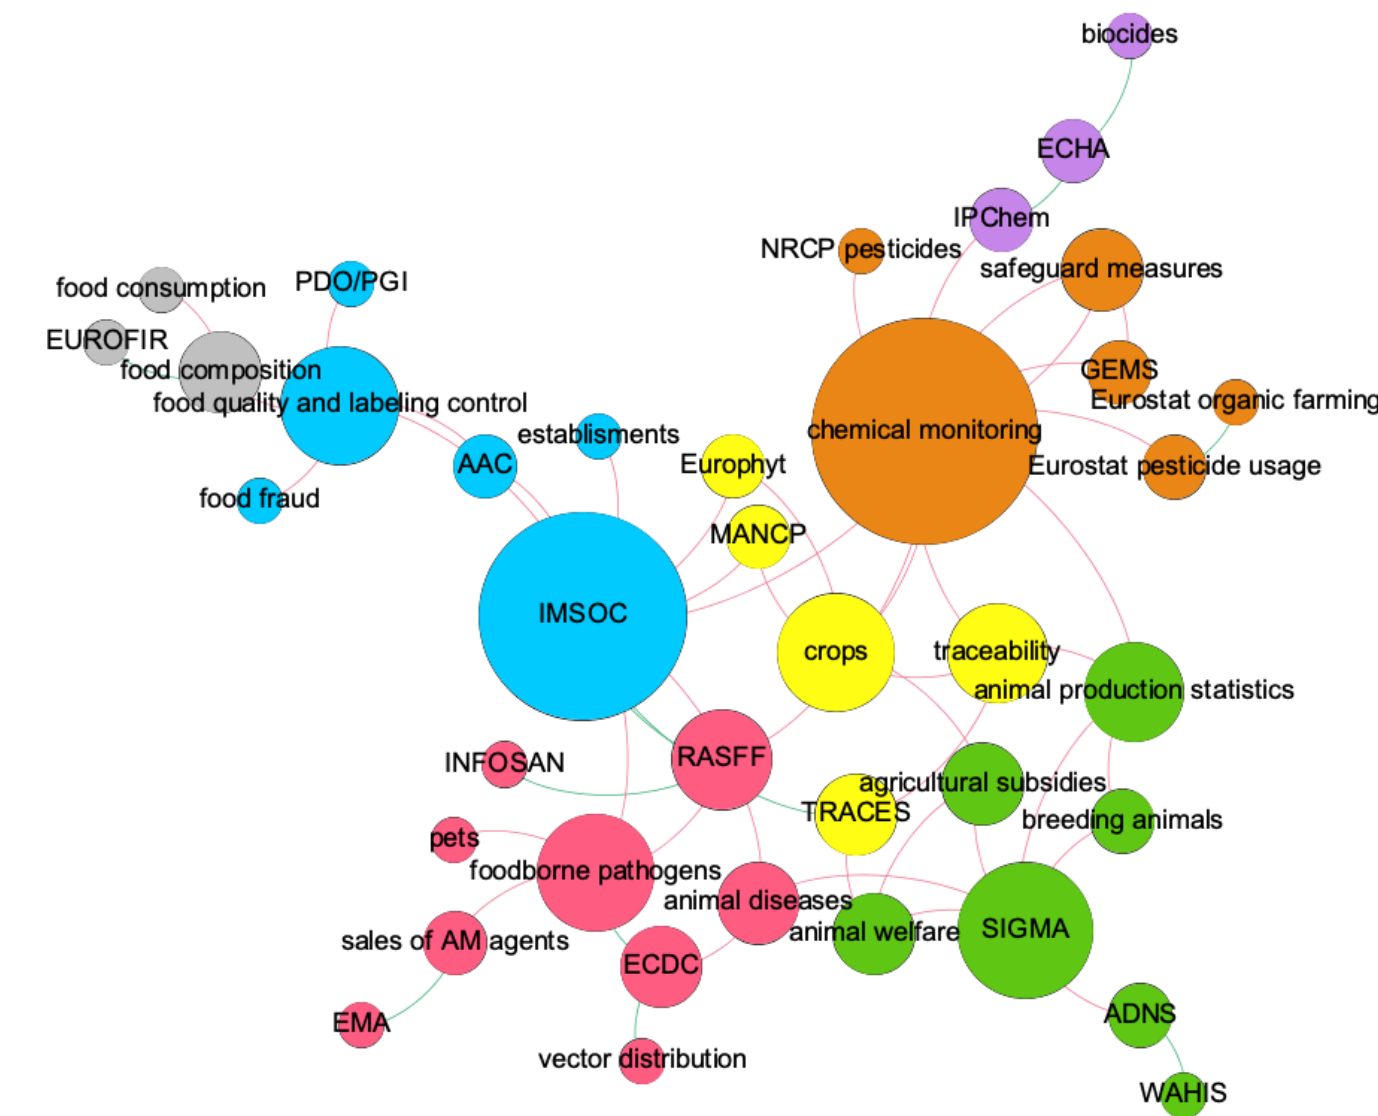 biocides
ECHA
IPChem
NRCP pesticides
safeguard measures
food consumption
PDO/PGI
EUROFIR
food composition
GEMS
food quality and labeling control
Eurostat organic farming
chemical monitoring
establisments
AAC
Europhyt
Eurostat pesticide usage
food fraud
MANCP
IMSOC
crops
traceability
animal production statistics
RASFF
INFOSAN
agricultural subsidies
TRACES
breeding animals
pets
foodborne pathogens
animal diseases
animal welfare
SIGMA
sales of AM agents
ECDC
ADNS
EMA
vector distribution
WAHIS